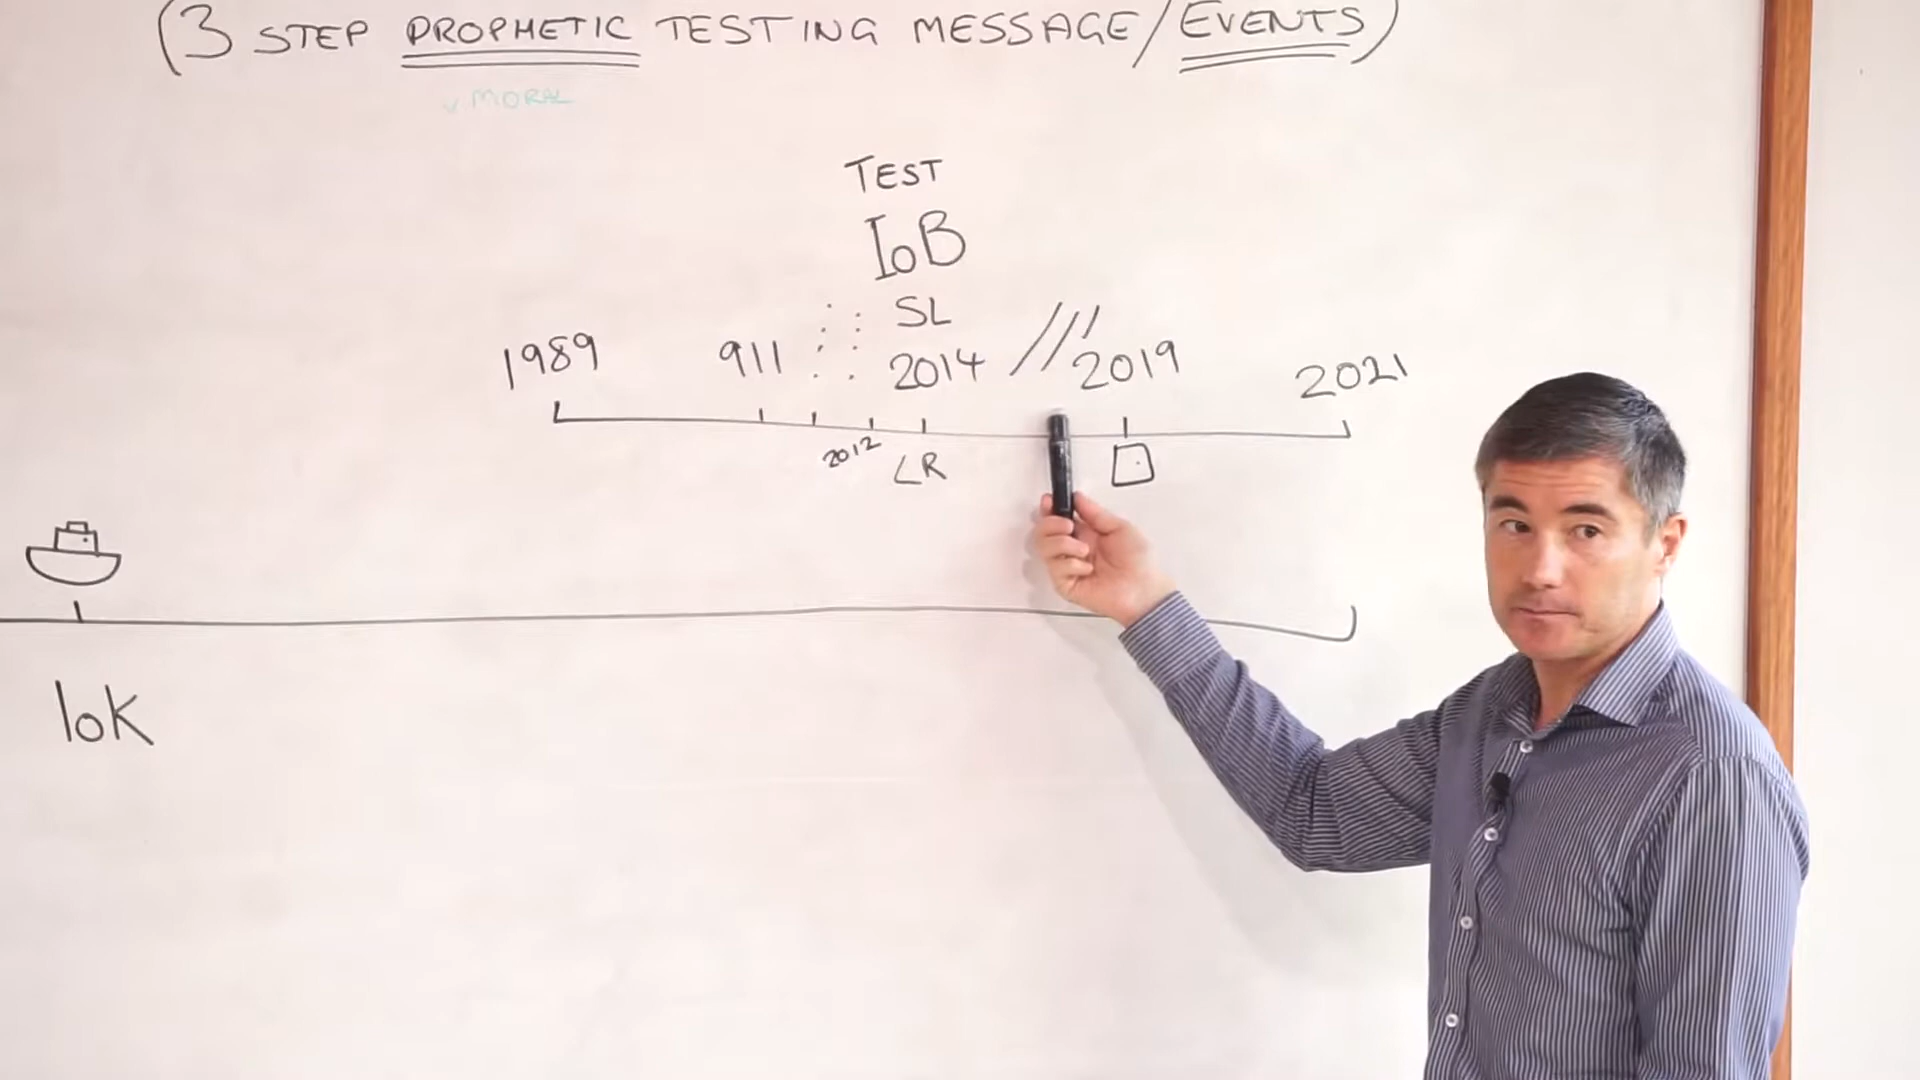 (3 STEP PROPHETIC TESTING MESSAGE/EVENTS)
v MORAL
TEST
IoB
SL
1989 911 2014 /// 2019 2021
2012 LR
IoK